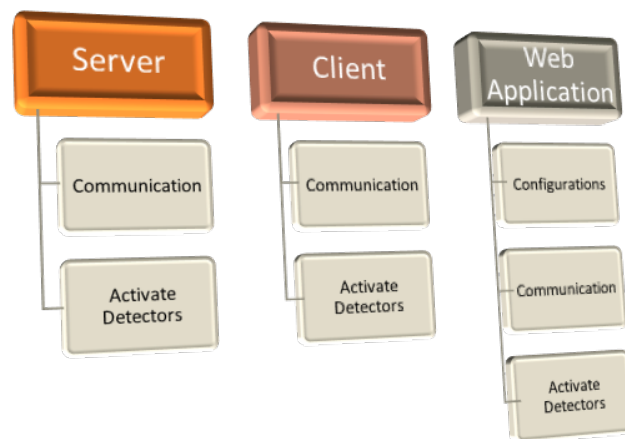 Server
Communication
Activate
Detectors
Client
Communication
Activate
Detectors
Web
Application
Configurations
Communication
Activate
Detectors